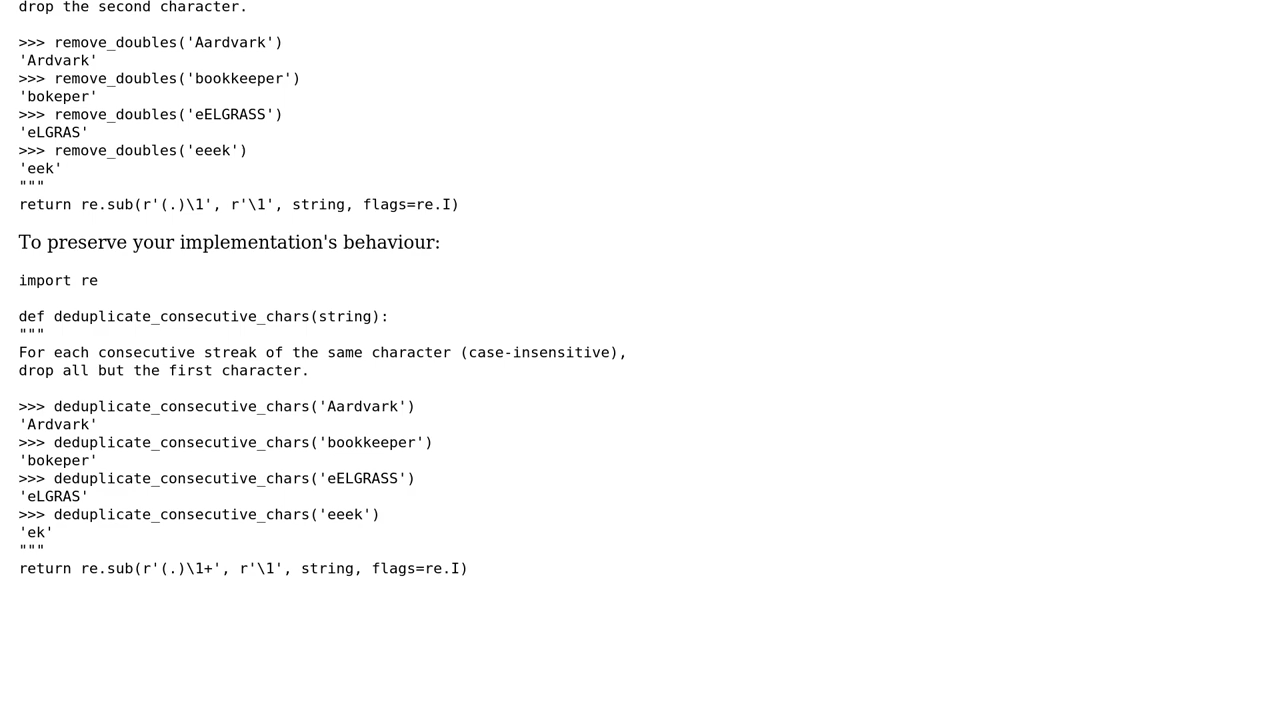 drop the second character.
>>> remove_doubles('Aardvark')
'Ardvark'
>>> remove_doubles('bookkeeper')
'bokeper'
>>> remove_doubles('eELGRASS')
'eLGRAS'
>>> remove_doubles('eeek')
'eek'
"""
return re.sub(r'(.)\1', r'\1', string, flags=re.I)
To preserve your implementation's behaviour:
import re
def deduplicate_consecutive_chars(string):
"""
For each consecutive streak of the same character (case-insensitive),
drop all but the first character.
>>> deduplicate_consecutive_chars('Aardvark')
'Ardvark'
>>> deduplicate_consecutive_chars('bookkeeper')
'bokeper'
>>> deduplicate_consecutive_chars('eELGRASS')
'eLGRAS'
>>> deduplicate_consecutive_chars('eeek')
'ek'
"""
return re.sub(r'(.)\1+', r'\1', string, flags=re.I)